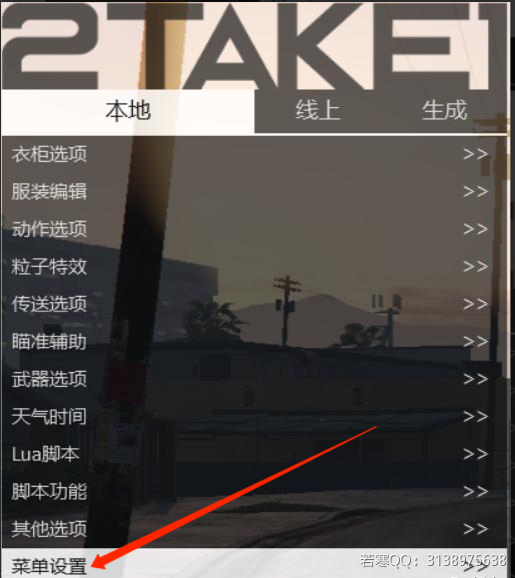 2TAKE1
本地 线上 生成
衣柜选项 >>
服装编辑 >>
动作选项 >>
粒子特效 >>
传送选项 >>
瞄准辅助 >>
武器选项 >>
天气时间 >>
Lua脚本 >>
脚本功能 >>
其他选项 >>
菜单设置 >>
若寒QQ：3138975638